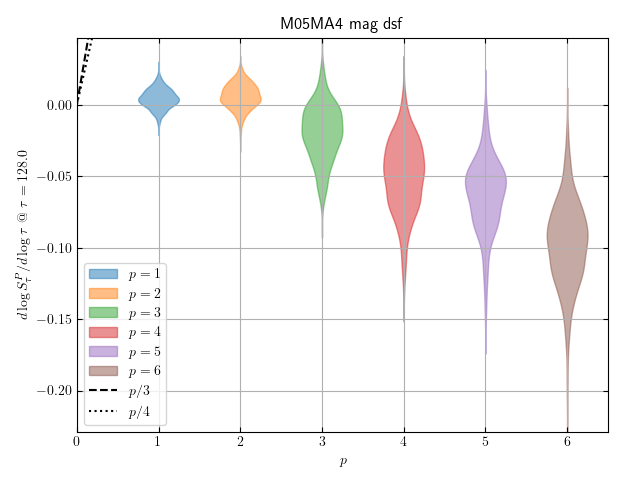 M05MA4 mag dsf
d log S_τ^P / d log τ @ τ = 128.0
0.00
−0.05
−0.10
−0.15
−0.20
p = 1
p = 2
p = 3
p = 4
p = 5
p = 6
p/3
p/4
0 1 2 3 4 5 6
p